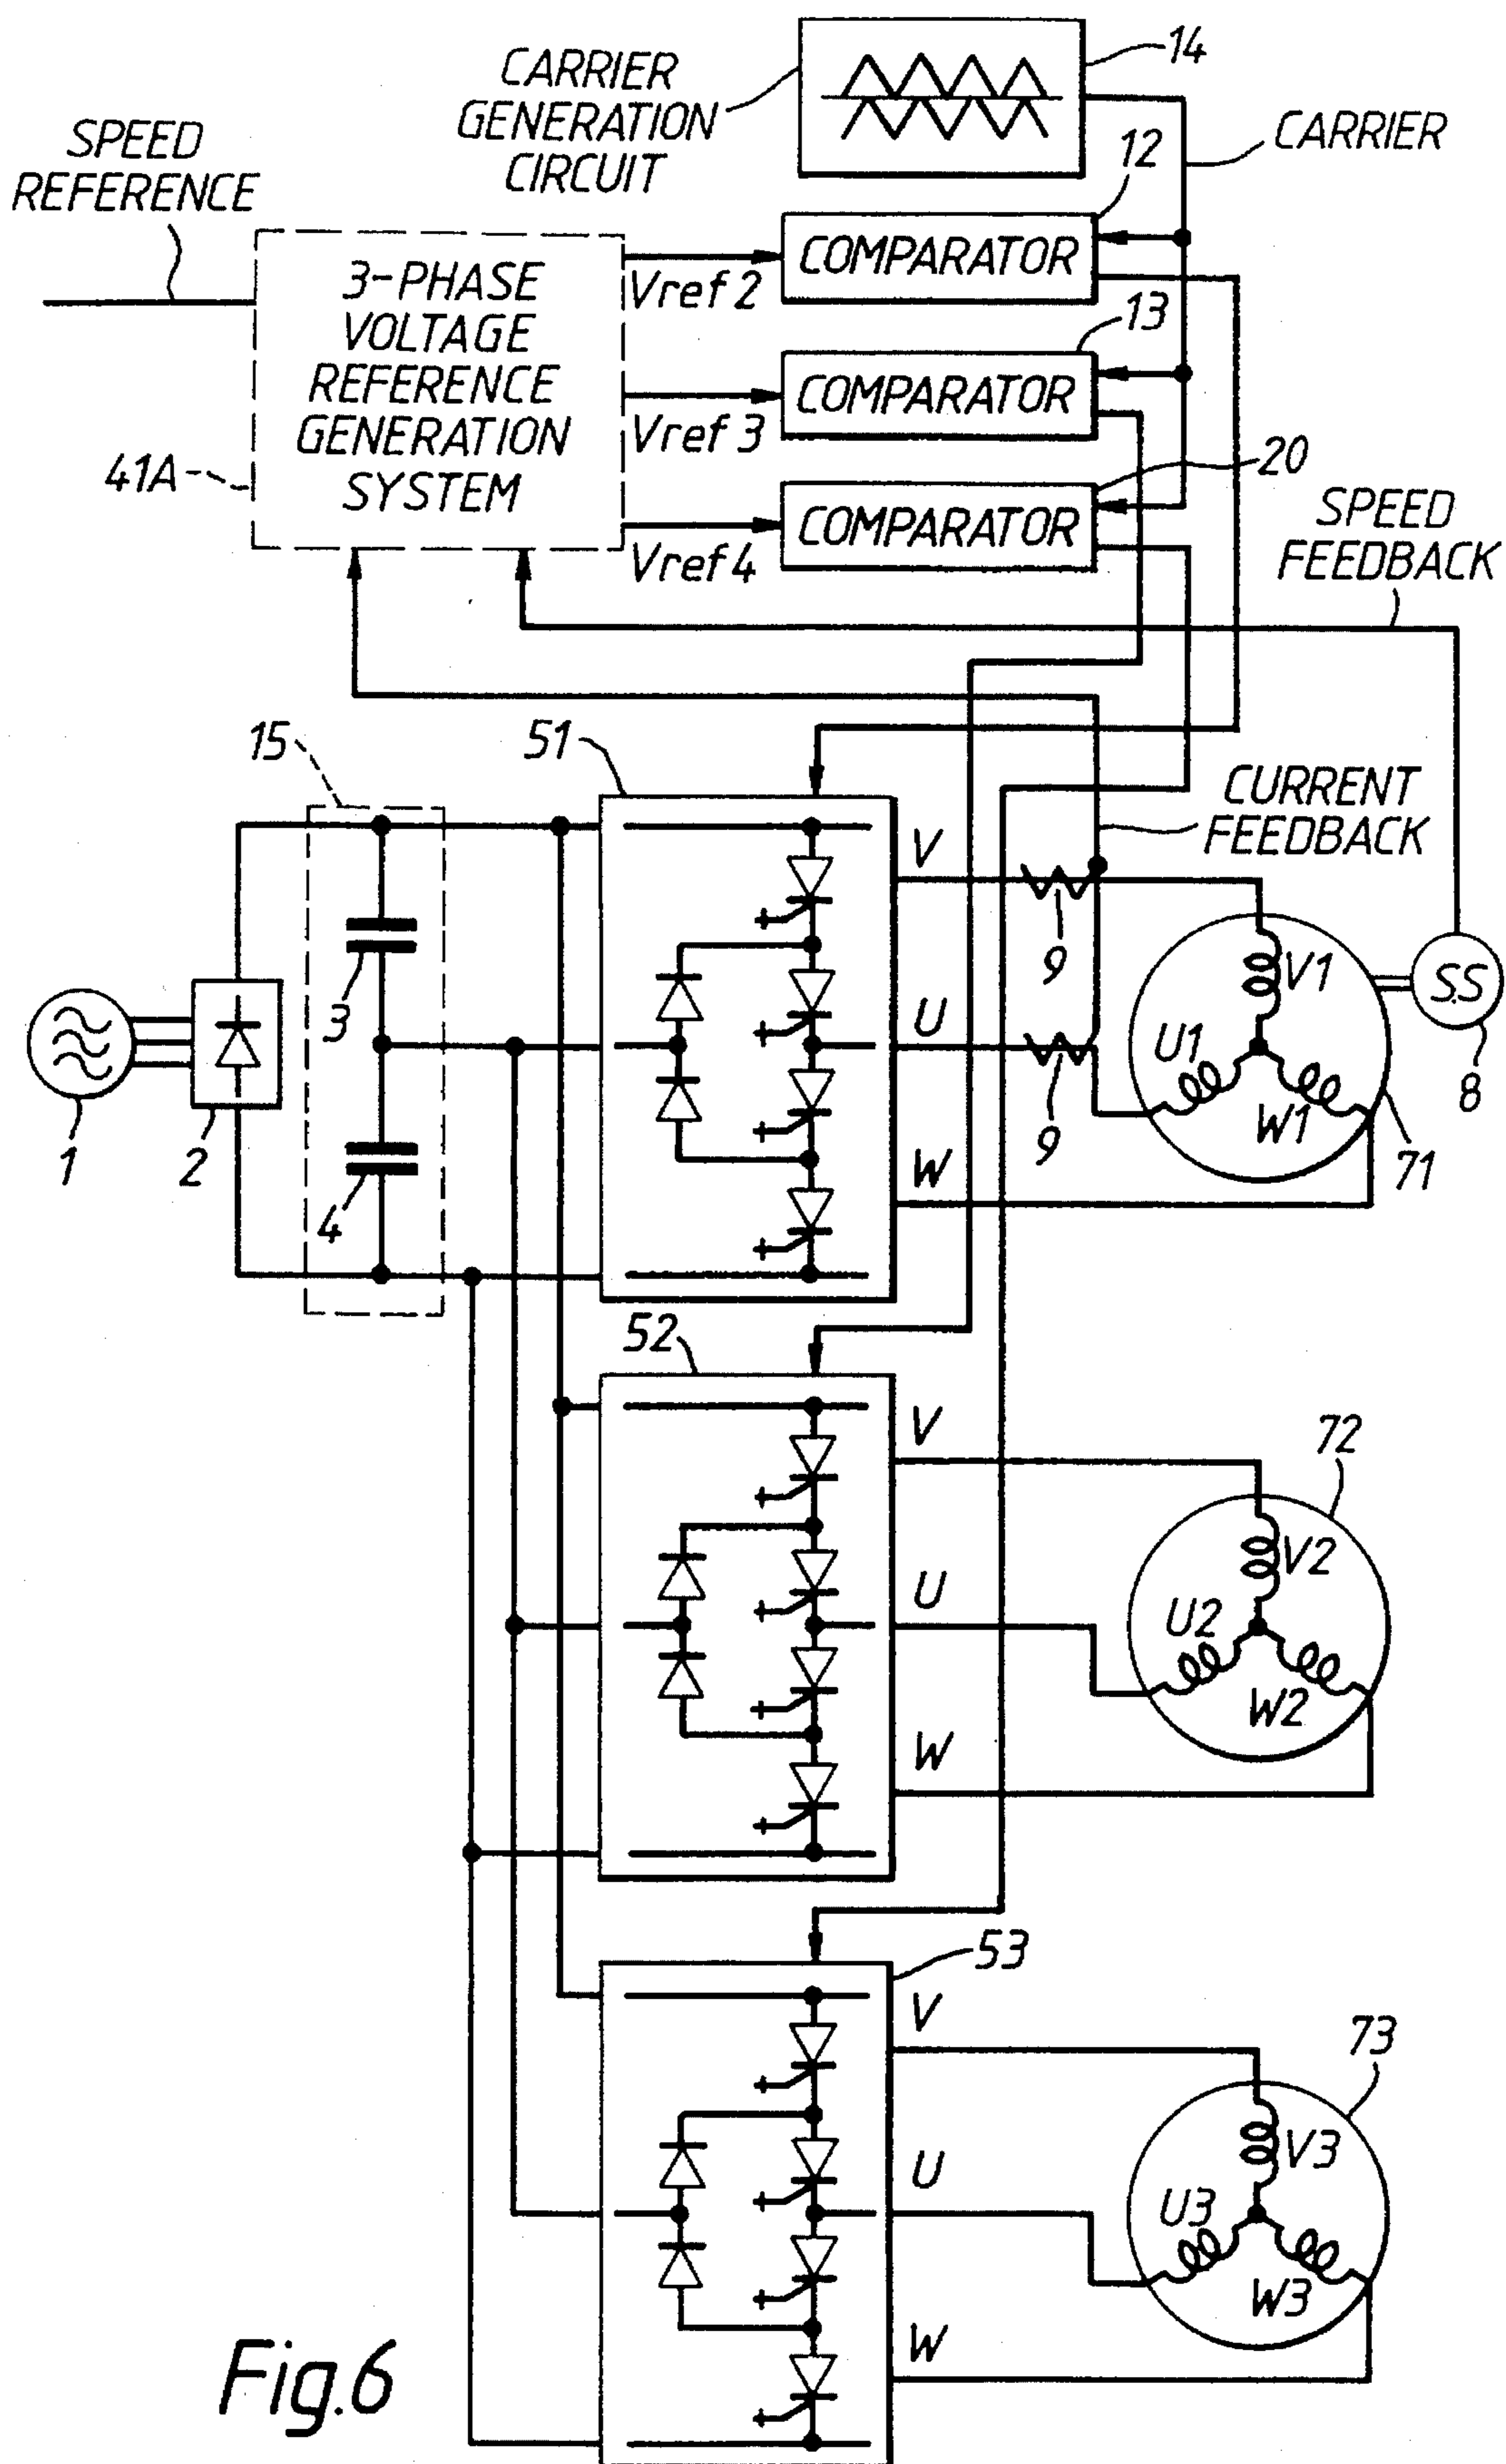 14
CARRIER
GENERATION
CIRCUIT
SPEED
REFERENCE
12
CARRIER
COMPARATOR
3-PHASE
VOLTAGE
REFERENCE
GENERATION
SYSTEM
Vref 2
13
COMPARATOR
Vref 3
41A
20
COMPARATOR
Vref 4
SPEED
FEEDBACK
15
51
CURRENT
FEEDBACK
V
9
V1
S.S
3
U
U1
8
1
2
9
W1
71
4
W
52
V
72
V2
U
U2
W2
W
53
V
73
V3
U
U3
W3
W
Fig.6